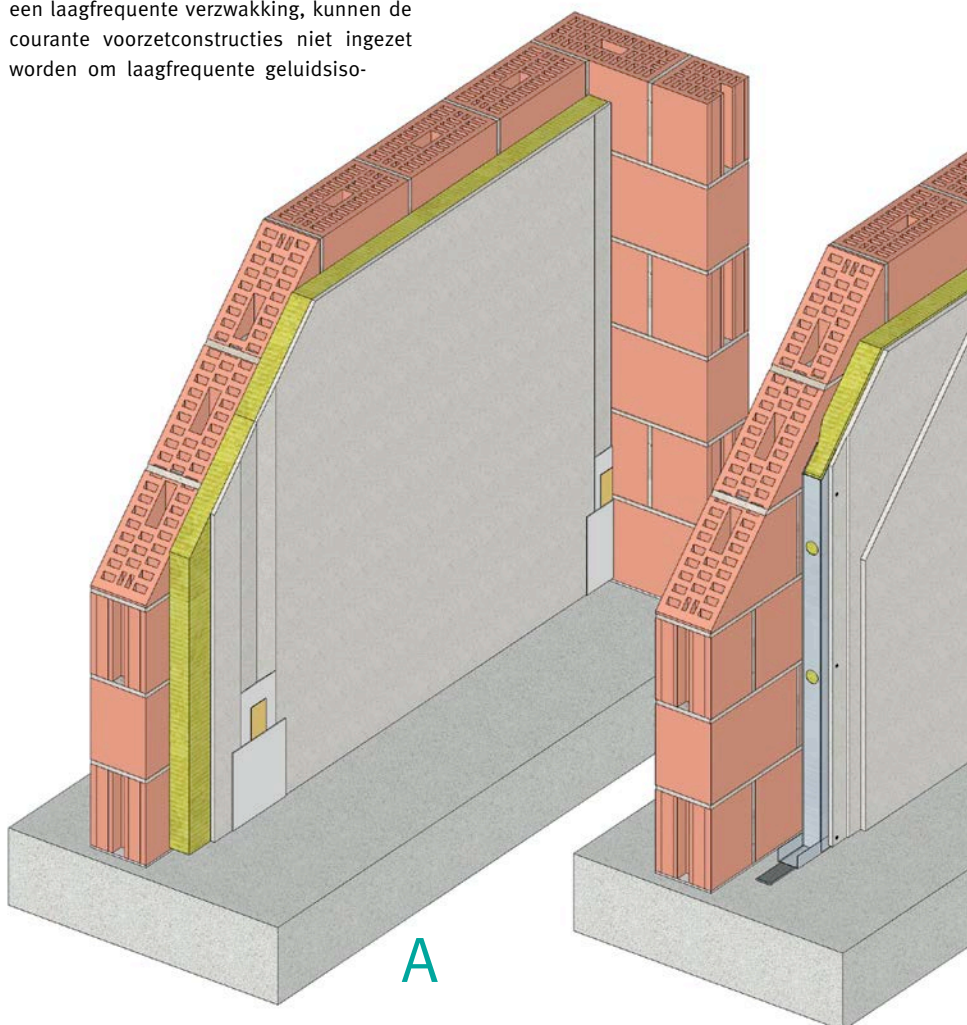 een laagfrequente verzwakking, kunnen de
courante voorzetconstructies niet ingezet
worden om laagfrequente geluidsiso-
A